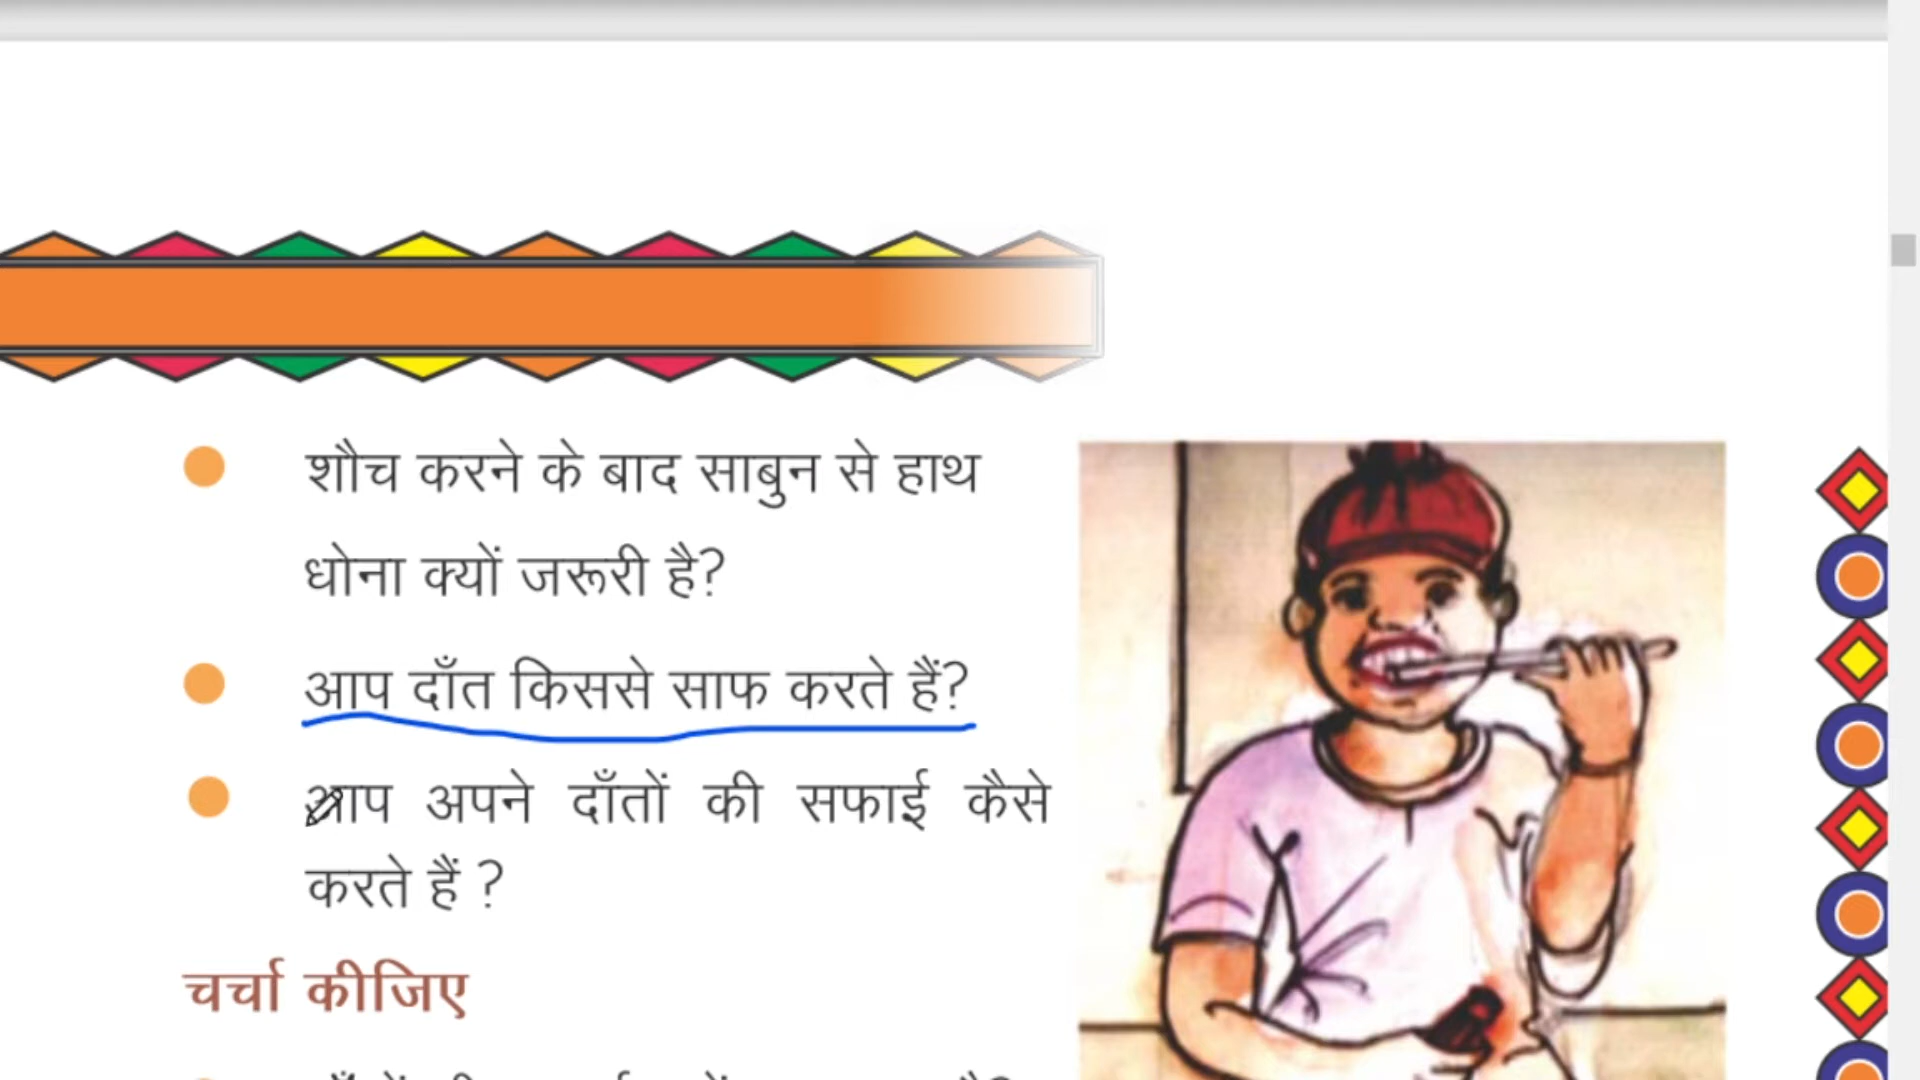 शौच करने के बाद साबुन से हाथ
धोना क्यों जरूरी है?
आप दाँत किससे साफ करते हैं?
आप अपने दाँतों की सफाई कैसे
करते हैं ?
चर्चा कीजिए